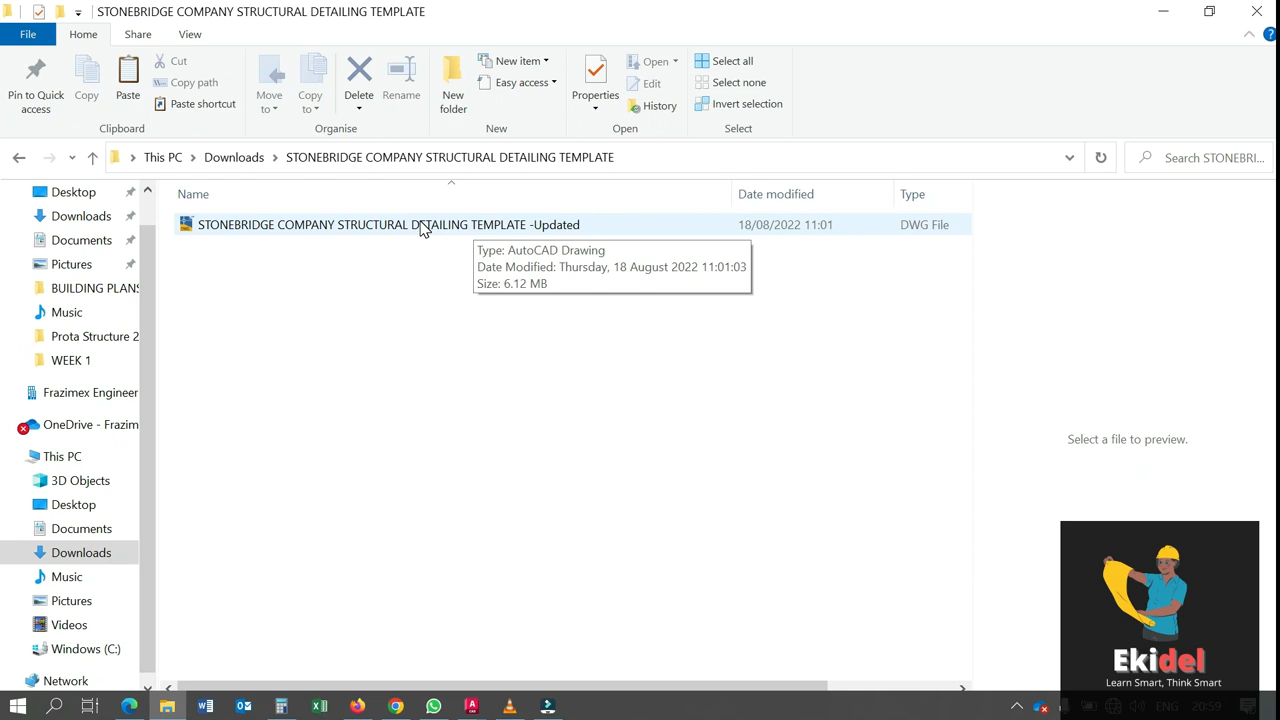 STONEBRIDGE COMPANY STRUCTURAL DETAILING TEMPLATE
File
Home
Share
View
Pin to Quick access
Copy
Paste
Cut
Copy path
Paste shortcut
Clipboard
Move to
Copy to
Delete
Rename
Organise
New folder
New item
Easy access
New
Properties
Open
Edit
History
Open
Select all
Select none
Invert selection
Select
This PC > Downloads > STONEBRIDGE COMPANY STRUCTURAL DETAILING TEMPLATE
Search STONEBRI...
Name
Date modified
Type
STONEBRIDGE COMPANY STRUCTURAL DETAILING TEMPLATE -Updated
18/08/2022 11:01
DWG File
Type: AutoCAD Drawing
Date Modified: Thursday, 18 August 2022 11:01:03
Size: 6.12 MB
Desktop
Downloads
Documents
Pictures
BUILDING PLANS
Music
Prota Structure 2
WEEK 1
Frazimex Engineer
OneDrive - Frazim
This PC
3D Objects
Desktop
Documents
Downloads
Music
Pictures
Videos
Windows (C:)
Network
Select a file to preview.
Ekidel
Learn Smart, Think Smart
ENG
20:59